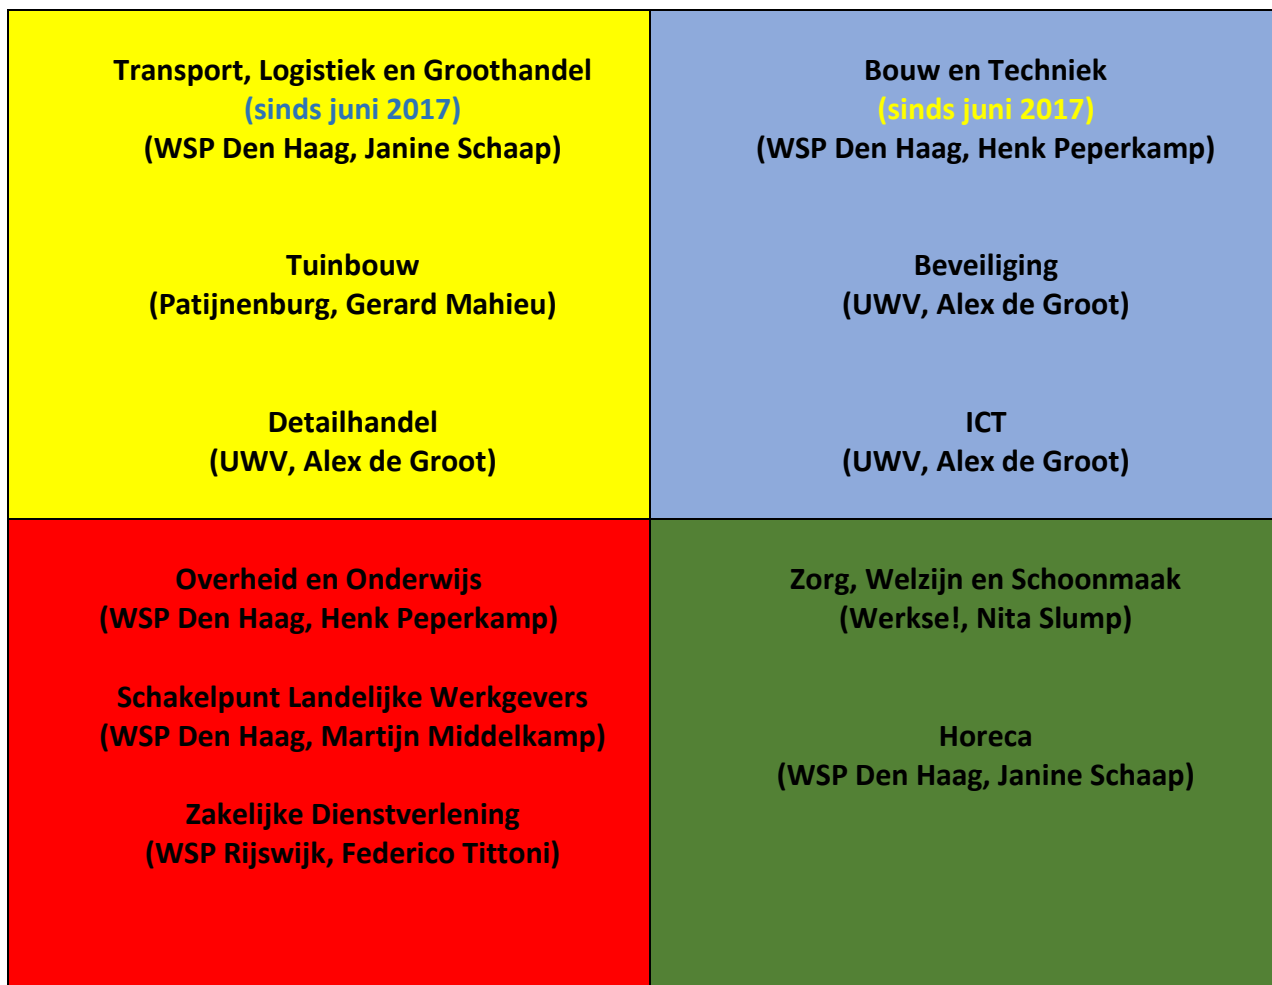 Transport, Logistiek en Groothandel
(sinds juni 2017)
(WSP Den Haag, Janine Schaap)
Tuinbouw
(Patijnenburg, Gerard Mahieu)
Detailhandel
(UWV, Alex de Groot)
Bouw en Techniek
(sinds juni 2017)
(WSP Den Haag, Henk Peperkamp)
Beveiliging
(UWV, Alex de Groot)
ICT
(UWV, Alex de Groot)
Overheid en Onderwijs
(WSP Den Haag, Henk Peperkamp)
Schakelpunt Landelijke Werkgevers
(WSP Den Haag, Martijn Middelkamp)
Zakelijke Dienstverlening
(WSP Rijswijk, Federico Tittoni)
Zorg, Welzijn en Schoonmaak
(Werkse!, Nita Slump)
Horeca
(WSP Den Haag, Janine Schaap)